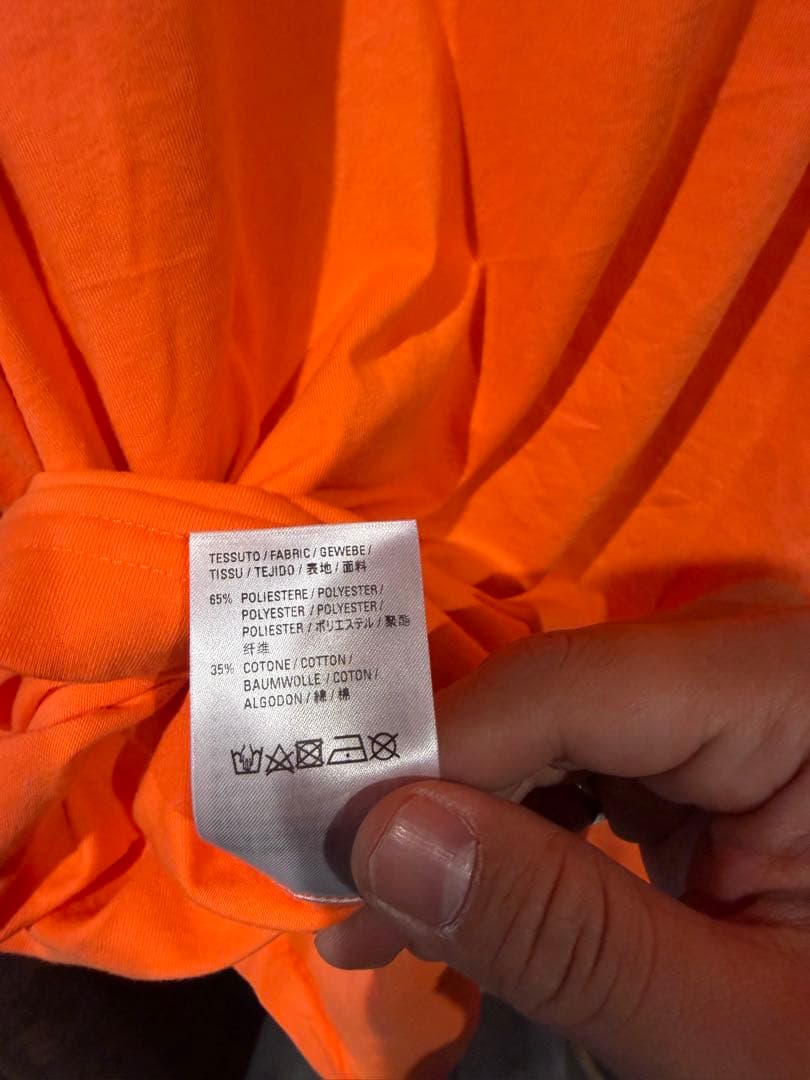 TESSUTO / FABRIC / GEWEBE /
TISSU / TEJIDO / 表地 / 面料
65% POLIESTERE / POLYESTER /
POLYESTER / POLYESTER /
POLIESTER / ポリエステル / 聚酯
纤维
35% COTONE / COTTON /
BAUMWOLLE / COTON /
ALGODON / 綿 / 棉